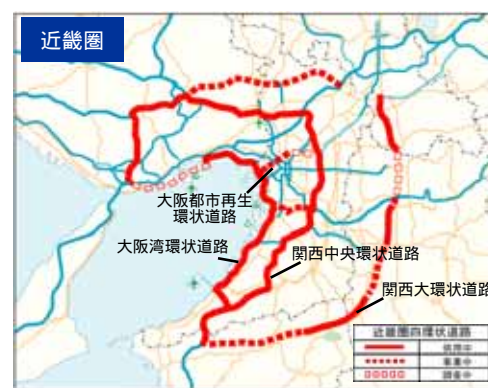 近畿圏
大阪都市再生
環状道路
大阪湾環状道路
関西中央環状道路
関西大環状道路
近畿圏四環状道路
供用中
事業中
調査中